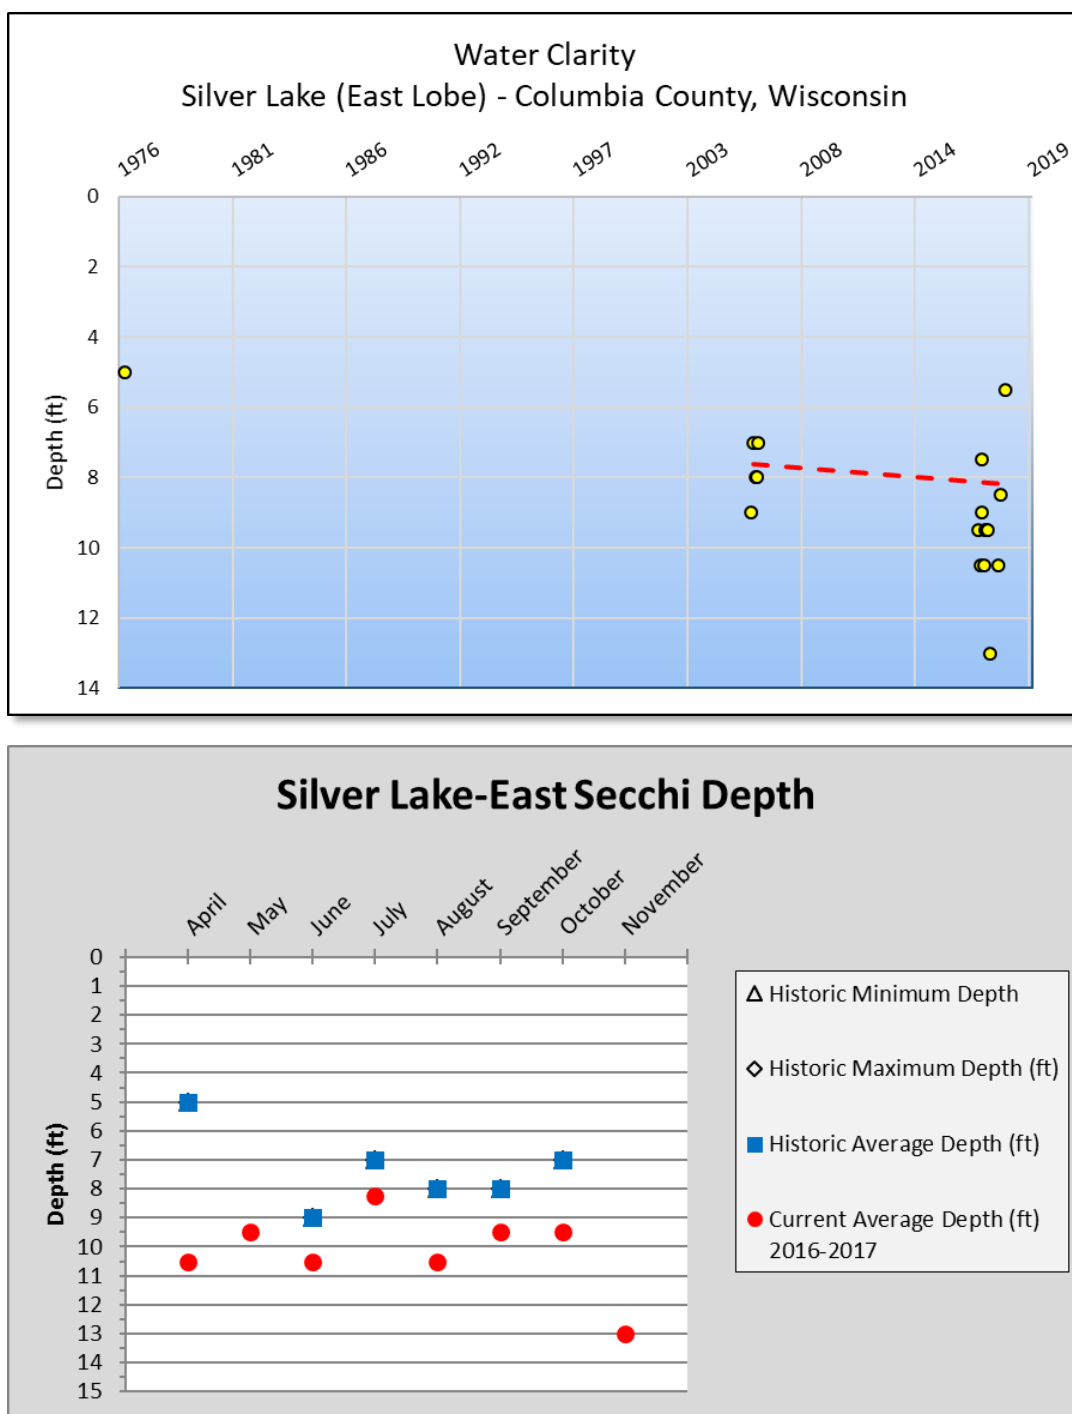 Water Clarity
Silver Lake (East Lobe) - Columbia County, Wisconsin
1976 1981 1986 1992 1997 2003 2008 2014 2019
0
2
4
6
8
10
12
14
Depth (ft)
Silver Lake-East Secchi Depth
April May June July August September October November
0
1
2
3
4
5
6
7
8
9
10
11
12
13
14
15
Depth (ft)
Historic Minimum Depth
Historic Maximum Depth (ft)
Historic Average Depth (ft)
Current Average Depth (ft)
2016-2017